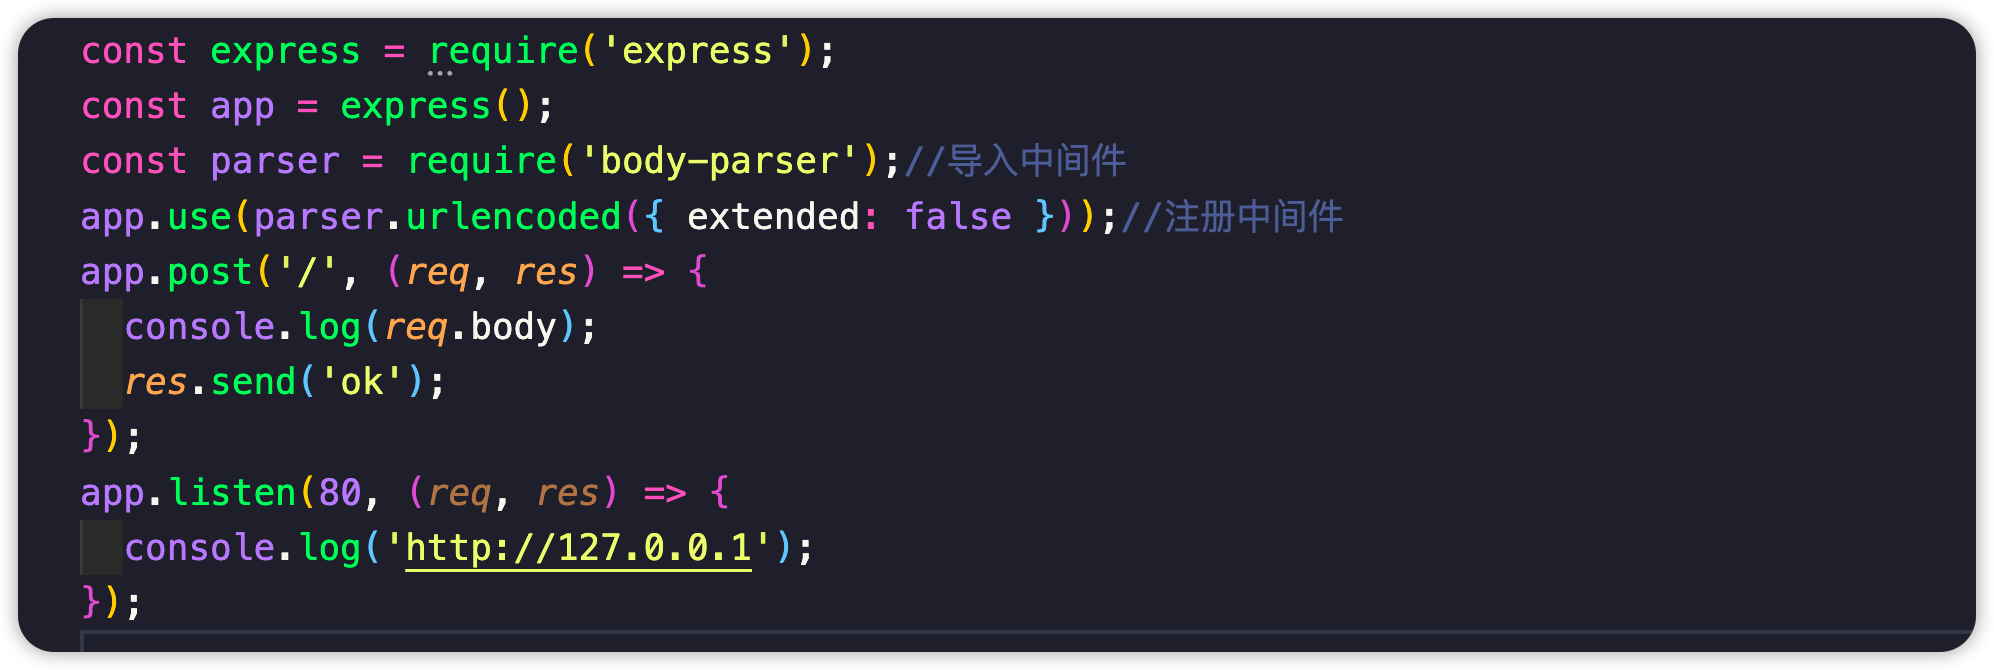 const express = require('express');
const app = express();
const parser = require('body-parser');//导入中间件
app.use(parser.urlencoded({ extended: false }));//注册中间件
app.post('/', (req, res) => {
  console.log(req.body);
  res.send('ok');
});
app.listen(80, (req, res) => {
  console.log('http://127.0.0.1');
});